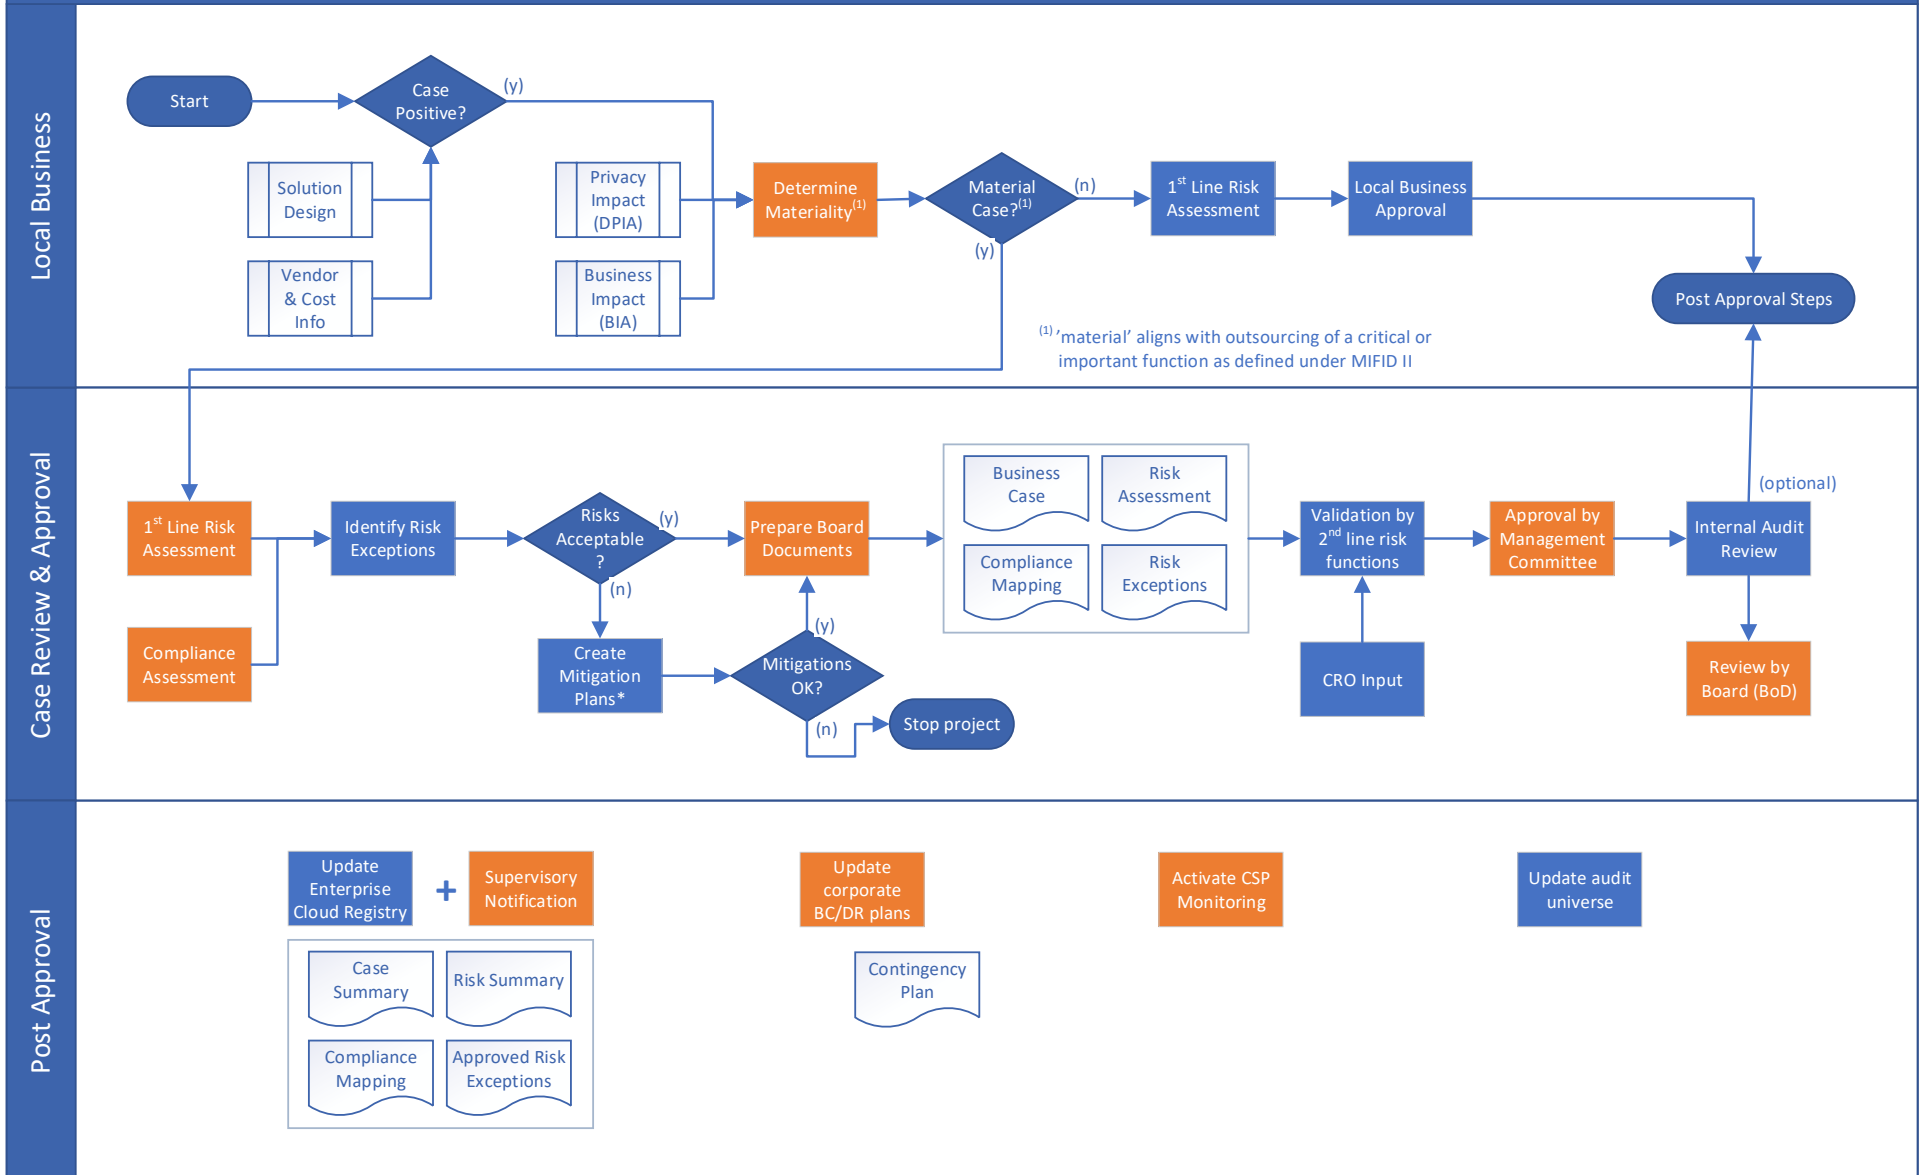 Local Business
Start
Case
Positive?
(y)
Solution
Design
Vendor
& Cost
Info
Privacy
Impact
(DPIA)
Business
Impact
(BIA)
Determine
Materiality(1)
Material
Case?(1)
(n)
(y)
1st Line Risk
Assessment
Local Business
Approval
Post Approval Steps
(1) 'material' aligns with outsourcing of a critical or
important function as defined under MIFID II
Case Review & Approval
1st Line Risk
Assessment
Compliance
Assessment
Identify Risk
Exceptions
Risks
Acceptable
?
(y)
(n)
Create
Mitigation
Plans*
Prepare Board
Documents
(y)
Mitigations
OK?
(n)
Stop project
Business
Case
Risk
Assessment
Compliance
Mapping
Risk
Exceptions
Validation by
2nd line risk
functions
CRO Input
Approval by
Management
Committee
(optional)
Internal Audit
Review
Review by
Board (BoD)
Post Approval
Update
Enterprise
Cloud Registry
+
Supervisory
Notification
Case
Summary
Risk Summary
Compliance
Mapping
Approved Risk
Exceptions
Update
corporate
BC/DR plans
Contingency
Plan
Activate CSP
Monitoring
Update audit
universe